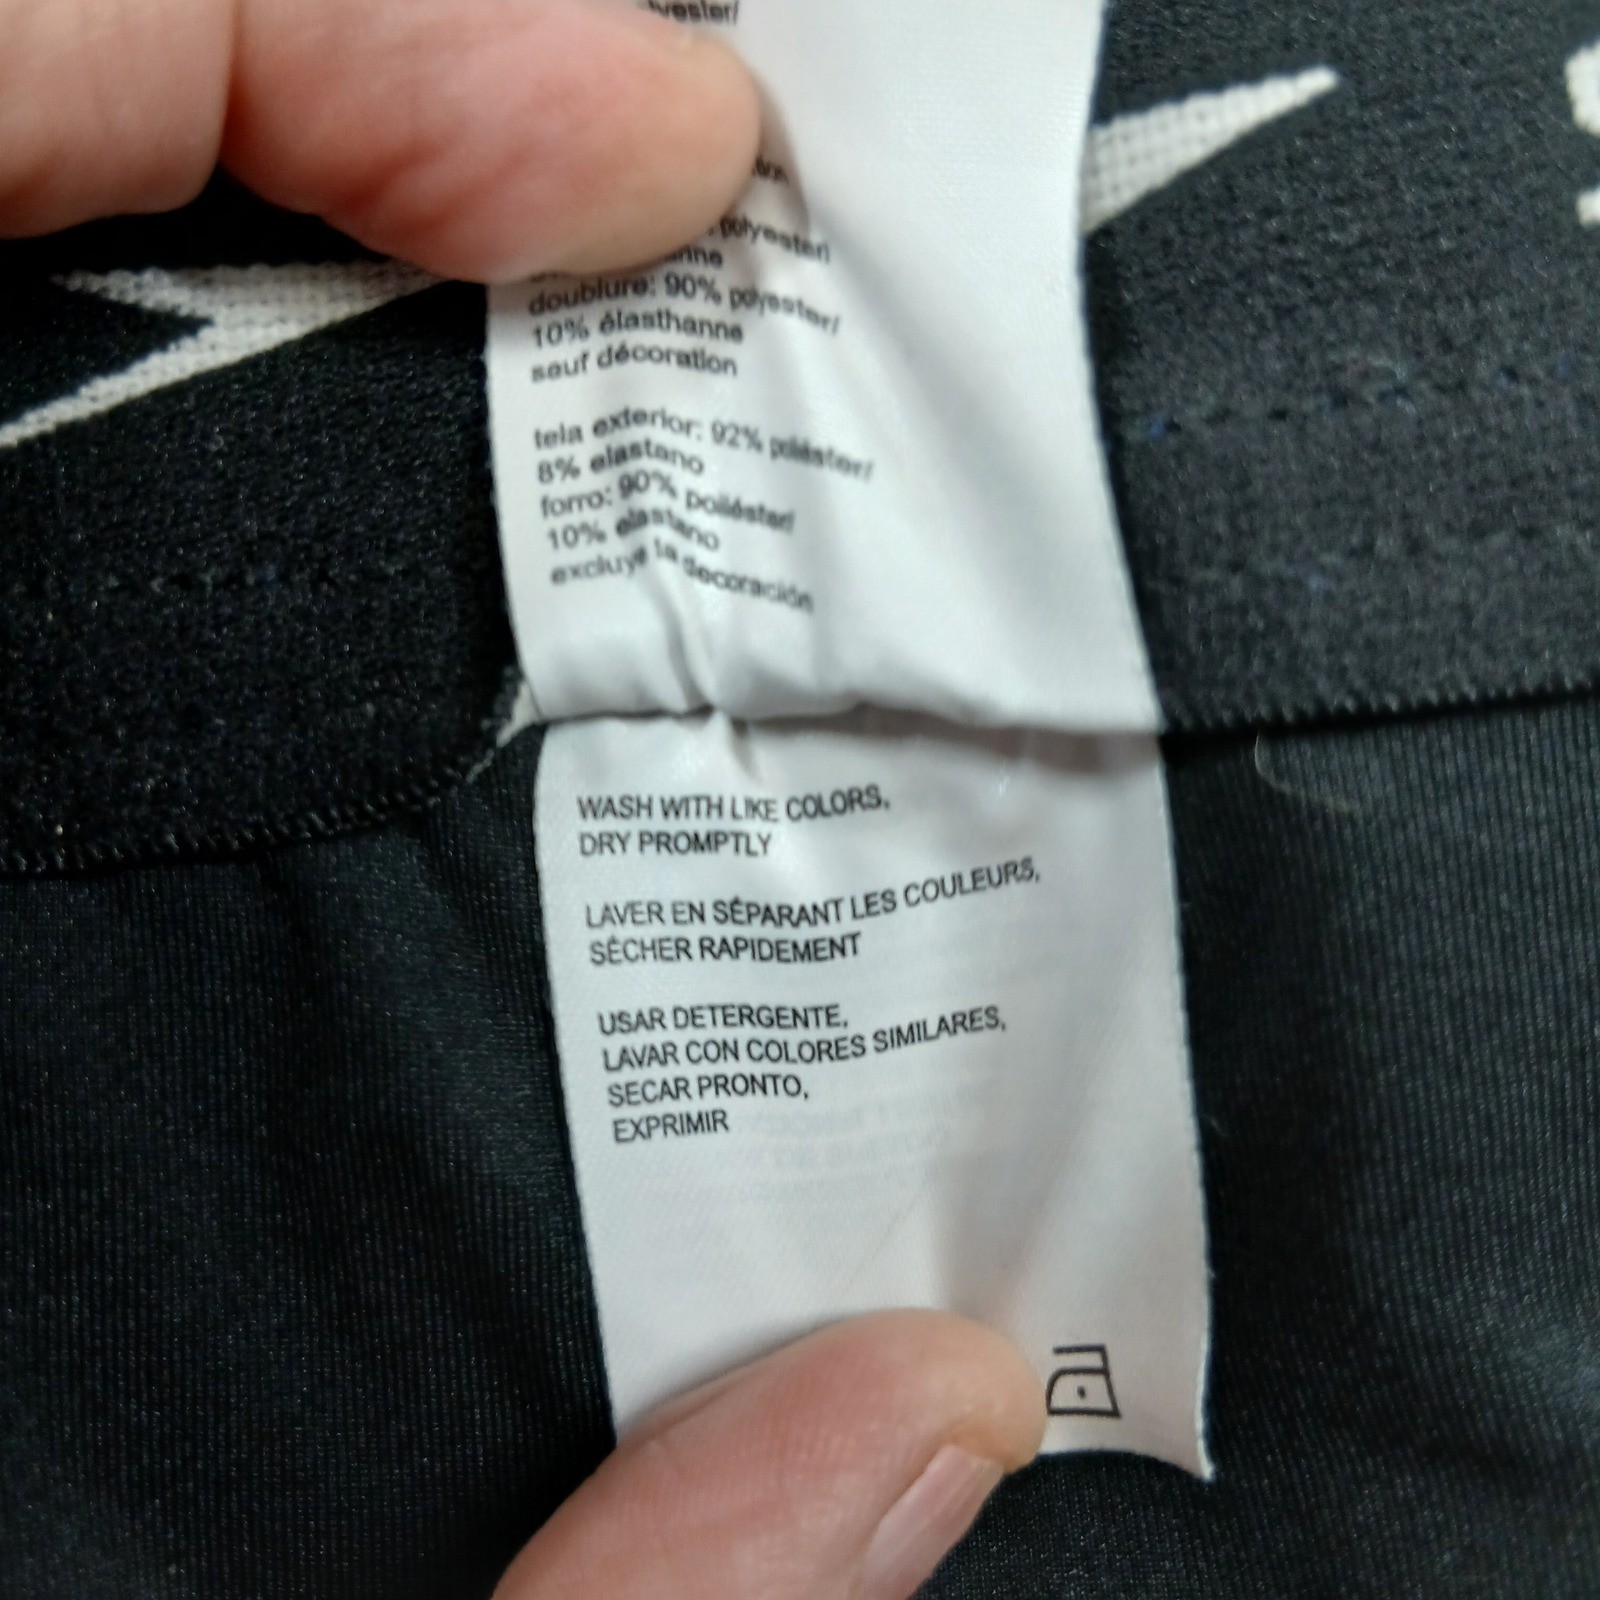 polyester/
doublure: 90% polyester/
10% élasthanne
sauf décoration
tela exterior: 92% poliéster/
8% elastano
forro: 90% poliéster/
10% elastano
excluye la decoración
WASH WITH LIKE COLORS,
DRY PROMPTLY
LAVER EN SÉPARANT LES COULEURS,
SÉCHER RAPIDEMENT
USAR DETERGENTE,
LAVAR CON COLORES SIMILARES,
SECAR PRONTO,
EXPRIMIR